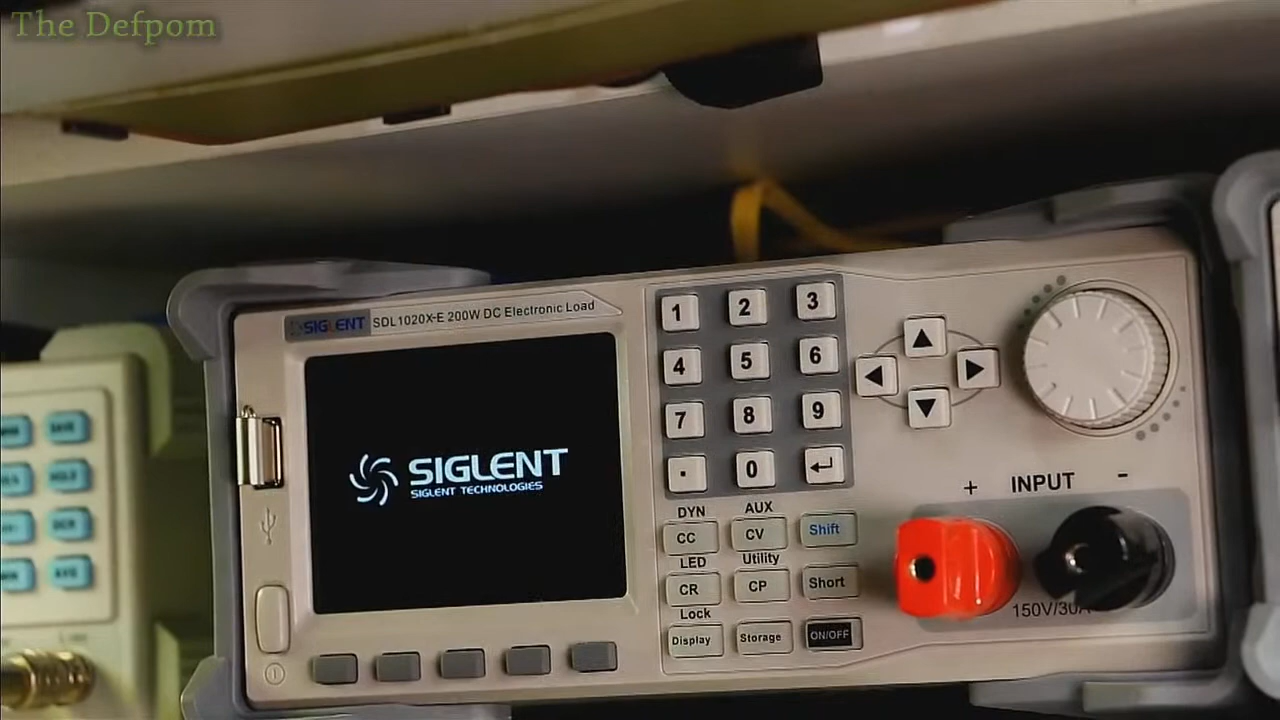 The Defpom
SIGLENT SDL1020X-E 200W DC Electronic Load
SIGLENT
SIGLENT TECHNOLOGIES
1 2 3
4 5 6
7 8 9
. 0
DYN AUX
CC CV Shift
LED Utility
CR CP Short
Lock
Display Storage ON/OFF
+ INPUT -
150V/30A